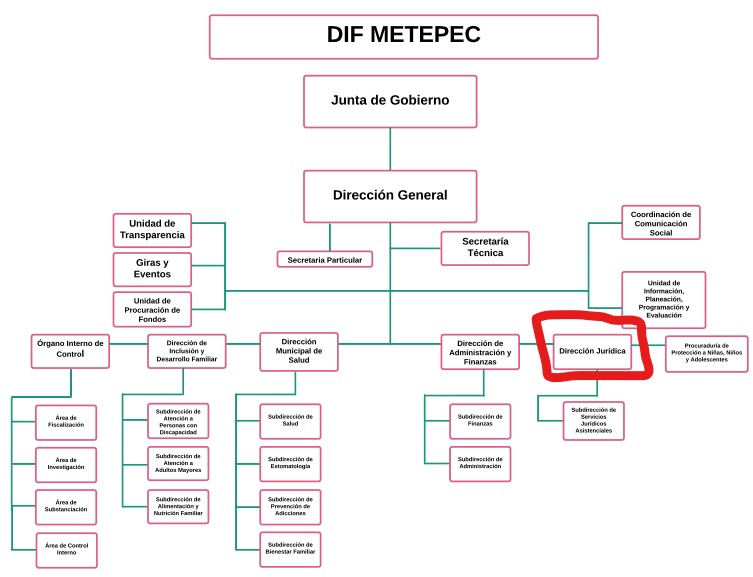 DIF METEPEC
Junta de Gobierno
Dirección General
Unidad de
Transparencia
Giras y
Eventos
Unidad de
Procuración de
Fondos
Secretaria Particular
Secretaría
Técnica
Coordinación de
Comunicación
Social
Unidad de
Información,
Planeación,
Programación y
Evaluación
Órgano Interno de
Control
Dirección de
Inclusión y
Desarrollo Familiar
Dirección
Municipal de
Salud
Dirección de
Administración y
Finanzas
Dirección Jurídica
Procuraduría de
Protección a Niñas, Niños
y Adolescentes
Área de
Fiscalización
Área de
Investigación
Área de
Substanciación
Área de Control
Interno
Subdirección de
Atención a
Personas con
Discapacidad
Subdirección de
Atención a
Adultos Mayores
Subdirección de
Alimentación y
Nutrición Familiar
Subdirección de
Salud
Subdirección de
Estomatología
Subdirección de
Prevención de
Adicciones
Subdirección de
Bienestar Familiar
Subdirección de
Finanzas
Subdirección de
Administración
Subdirección de
Servicios
Jurídicos
Asistenciales